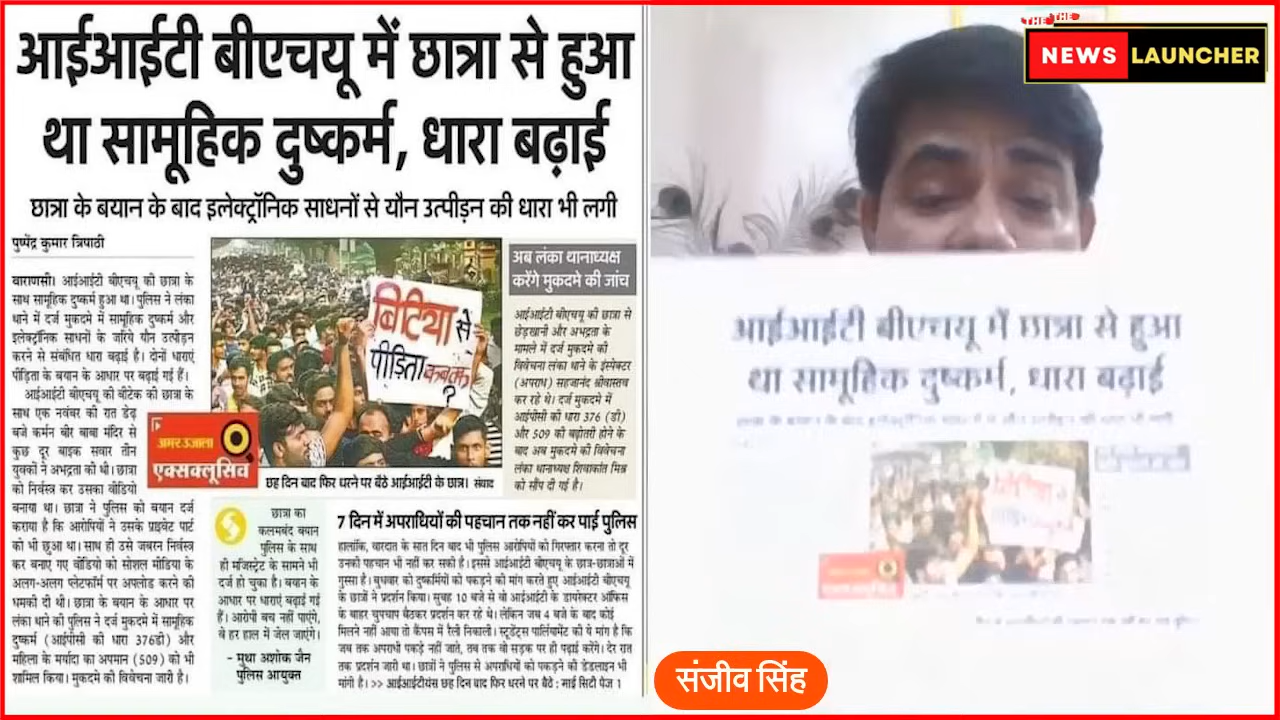 आईआईटी बीएचयू में छात्रा से हुआ
था सामूहिक दुष्कर्म, धारा बढ़ाई
छात्रा के बयान के बाद इलेक्ट्रॉनिक साधनों से यौन उत्पीड़न की धारा भी लगी
पुष्पेंद्र कुमार त्रिपाठी
वाराणसी। आईआईटी बीएचयू की छात्रा के
साथ सामूहिक दुष्कर्म हुआ था। पुलिस ने लंका
थाने में दर्ज मुकदमे में सामूहिक दुष्कर्म और
इलेक्ट्रॉनिक साधनों के जरिये यौन उत्पीड़न
करने से संबंधित धारा बढ़ाई है। दोनों धाराएं
पीड़िता के बयान के आधार पर बढ़ाई गई हैं।
आईआईटी बीएचयू की बीटेक की छात्रा के
साथ एक नवंबर की रात डेढ़
बजे कर्मन बीर बाबा मंदिर से
कुछ दूर बाइक सवार तीन
युवकों ने अभद्रता की थी। छात्रा
को निर्वस्त्र कर उसका वीडियो
बनाया था। छात्रा ने पुलिस को बयान दर्ज
कराया है कि आरोपियों ने उसके प्राइवेट पार्ट
को भी छुआ था। साथ ही उसे जबरन निर्वस्त्र
कर बनाए गए वीडियो को सोशल मीडिया के
अलग-अलग प्लेटफॉर्म पर अपलोड करने की
धमकी दी थी। छात्रा के बयान के आधार पर
लंका थाने की पुलिस ने दर्ज मुकदमे में सामूहिक
दुष्कर्म (आईपीसी की धारा 376डी) और
महिला के मर्यादा का अपमान (509) को भी
शामिल किया। मुकदमे की विवेचना जारी है।
बिटिया से
पीड़िता कबतक
?
अमर उजाला
एक्सक्लूसिव
छह दिन बाद फिर धरने पर बैठे आईआईटी के छात्र। संवाद
अब लंका थानाध्यक्ष
करेंगे मुकदमे की जांच
आईआईटी बीएचयू की छात्रा से
छेड़खानी और अभद्रता के
मामले में दर्ज मुकदमे की
विवेचना लंका थाने के इंस्पेक्टर
(अपराध) सहजानंद श्रीवास्तव
कर रहे थे। दर्ज मुकदमे में
आईपीसी की धारा 376 (डी)
और 509 की बढ़ोतरी होने के
बाद अब मुकदमे की विवेचना
लंका थानाध्यक्ष शिवाकांत मिश्र
को सौंप दी गई है।
छात्रा का
कलमबंद बयान
पुलिस के साथ
ही मजिस्ट्रेट के सामने भी
दर्ज हो चुका है। बयान के
आधार पर धाराएं बढ़ाई गई
हैं। आरोपी बच नहीं पाएंगे,
वे हर हाल में जेल जाएंगे।
- मुथा अशोक जैन
पुलिस आयुक्त
7 दिन में अपराधियों की पहचान तक नहीं कर पाई पुलिस
हालांकि, वारदात के सात दिन बाद भी पुलिस आरोपियों को गिरफ्तार करना तो दूर
उनकी पहचान भी नहीं कर सकी है। इससे आईआईटी बीएचयू के छात्र-छात्राओं में
गुस्सा है। बुधवार को दुष्कर्मियों को पकड़ने की मांग करते हुए आईआईटी बीएचयू
के छात्रों ने प्रदर्शन किया। सुबह 10 बजे से वो आईआईटी के डायरेक्टर ऑफिस
के बाहर चुपचाप बैठकर प्रदर्शन कर रहे थे। लेकिन जब 4 बजे के बाद कोई
मिलने नहीं आया तो कैंपस में रैली निकाली। स्टूडेंट्स पार्लियामेंट की ये मांग है कि
जब तक अपराधी पकड़े नहीं जाते, तब तक वो सड़क पर ही पढ़ाई करेंगे। देर रात
तक प्रदर्शन जारी था। छात्रों ने पुलिस से अपराधियों को पकड़ने की डेडलाइन भी
मांगी है। >> आईआईटीयंस छह दिन बाद फिर धरने पर बैठे : माई सिटी पेज 1
THE THE
NEWS LAUNCHER
आईआईटी बीएचयू में छात्रा से हुआ
था सामूहिक दुष्कर्म, धारा बढ़ाई
संजीव सिंह